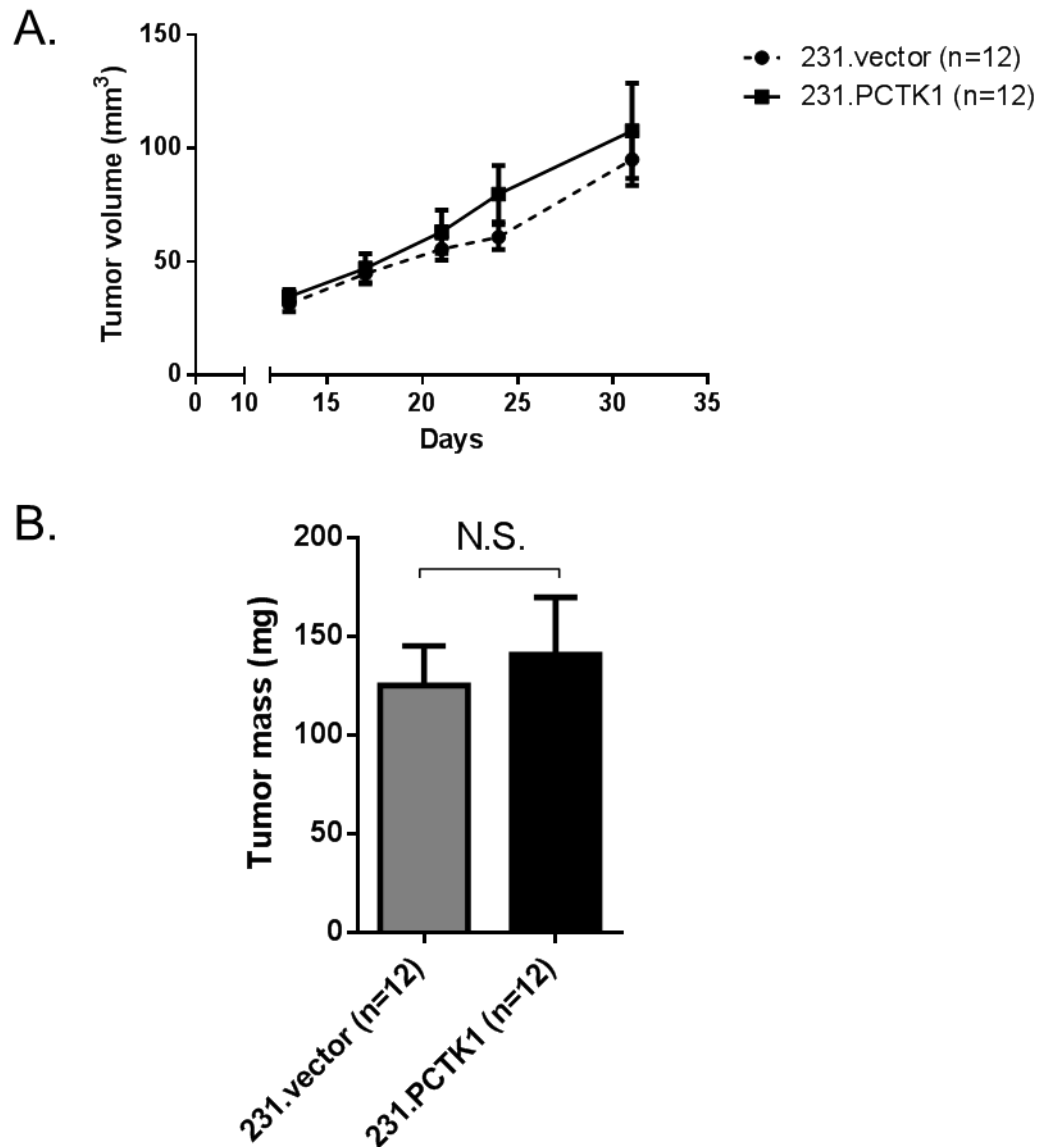 A.
150
100
50
0
Tumor volume (mm³)
0 10 15 20 25 30 35
Days
231.vector (n=12)
231.PCTK1 (n=12)
B.
N.S.
200
150
100
50
0
Tumor mass (mg)
231.vector (n=12)
231.PCTK1 (n=12)